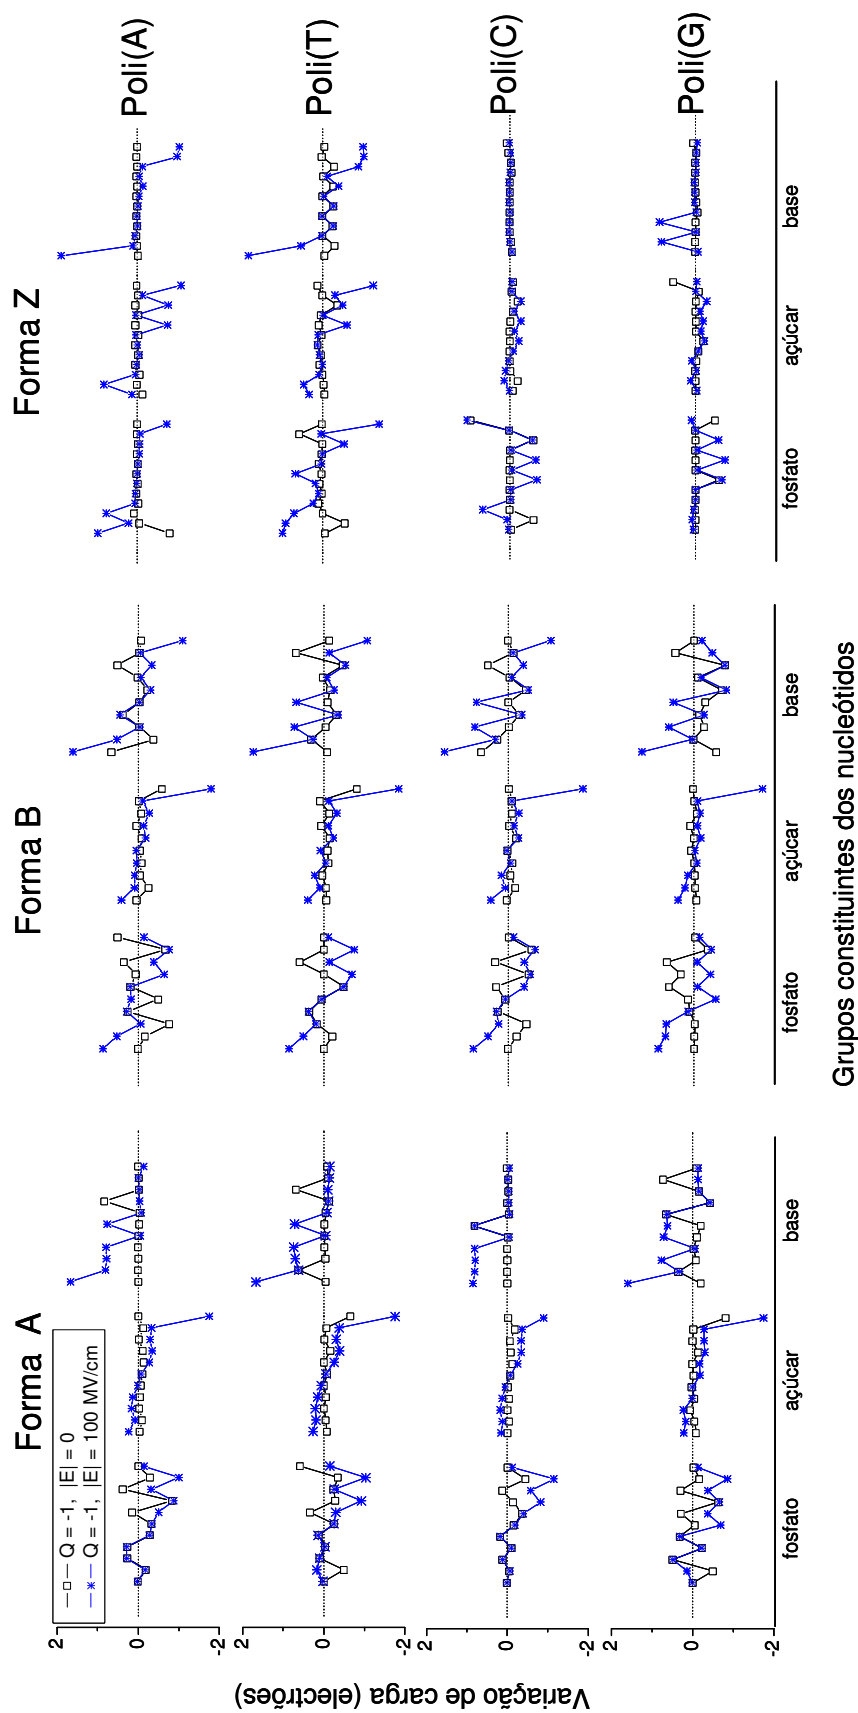 Forma A
Forma B
Forma Z
Q = -1, |E| = 0
Q = -1, |E| = 100 MV/cm
2
0
-2
Poli(A)
2
0
-2
Poli(T)
2
0
-2
Poli(C)
2
0
-2
Poli(G)
fosfato açúcar base
fosfato açúcar base
fosfato açúcar base
Variação de carga (electrões)
Grupos constituintes dos nucleótidos